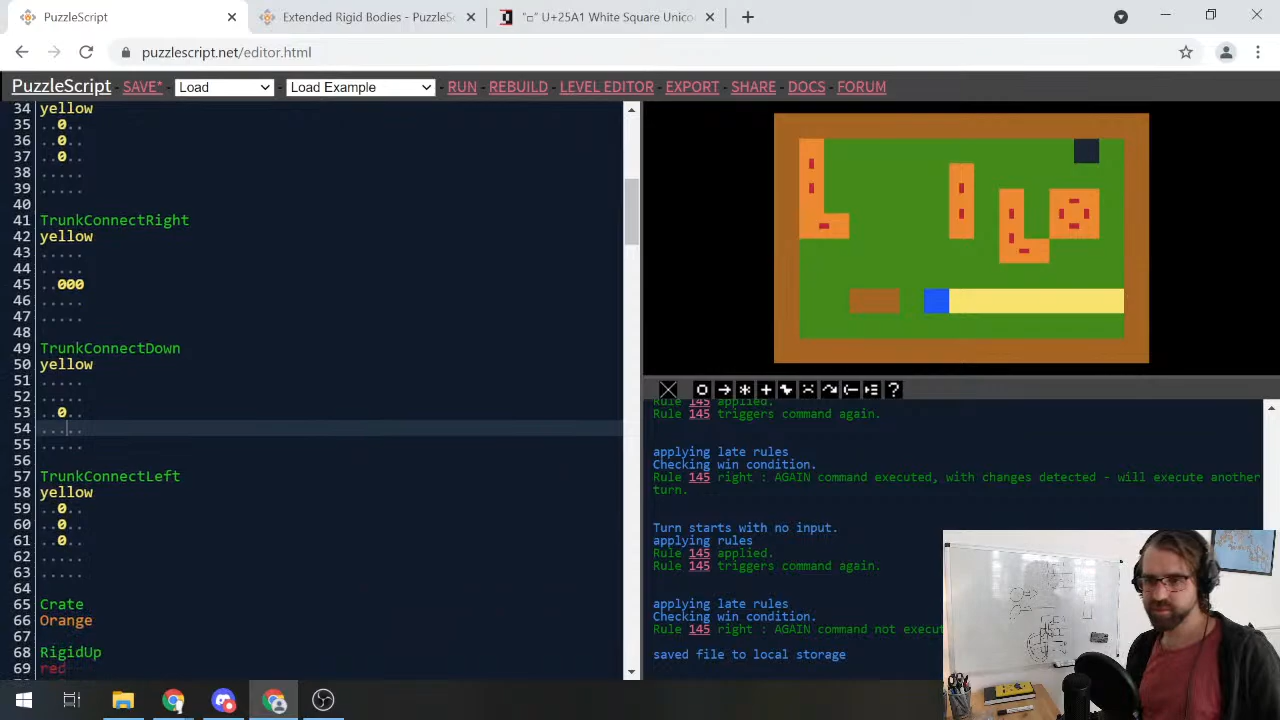 PuzzleScript
Extended Rigid Bodies - PuzzleSc
"□" U+25A1 White Square Unico
puzzlescript.net/editor.html
PuzzleScript - SAVE* - Load Load Example - RUN - REBUILD - LEVEL EDITOR - EXPORT - SHARE - DOCS - FORUM
34 yellow
35 ..0..
36 ..0..
37 ..0..
38 .....
39 .....
40
41 TrunkConnectRight
42 yellow
43 .....
44 .....
45 ..000
46 .....
47 .....
48
49 TrunkConnectDown
50 yellow
51 .....
52 .....
53 ..0..
54 .....
55 .....
56
57 TrunkConnectLeft
58 yellow
59 ..0..
60 ..0..
61 ..0..
62 .....
63 .....
64
65 Crate
66 Orange
67
68 RigidUp
69 red
Rule 145 applied.
Rule 145 triggers command again.
applying late rules
Checking win condition.
Rule 145 right : AGAIN command executed, with changes detected - will execute another
turn.
Turn starts with no input.
applying rules
Rule 145 applied.
Rule 145 triggers command again.
applying late rules
Checking win condition.
Rule 145 right : AGAIN command not execut
saved file to local storage